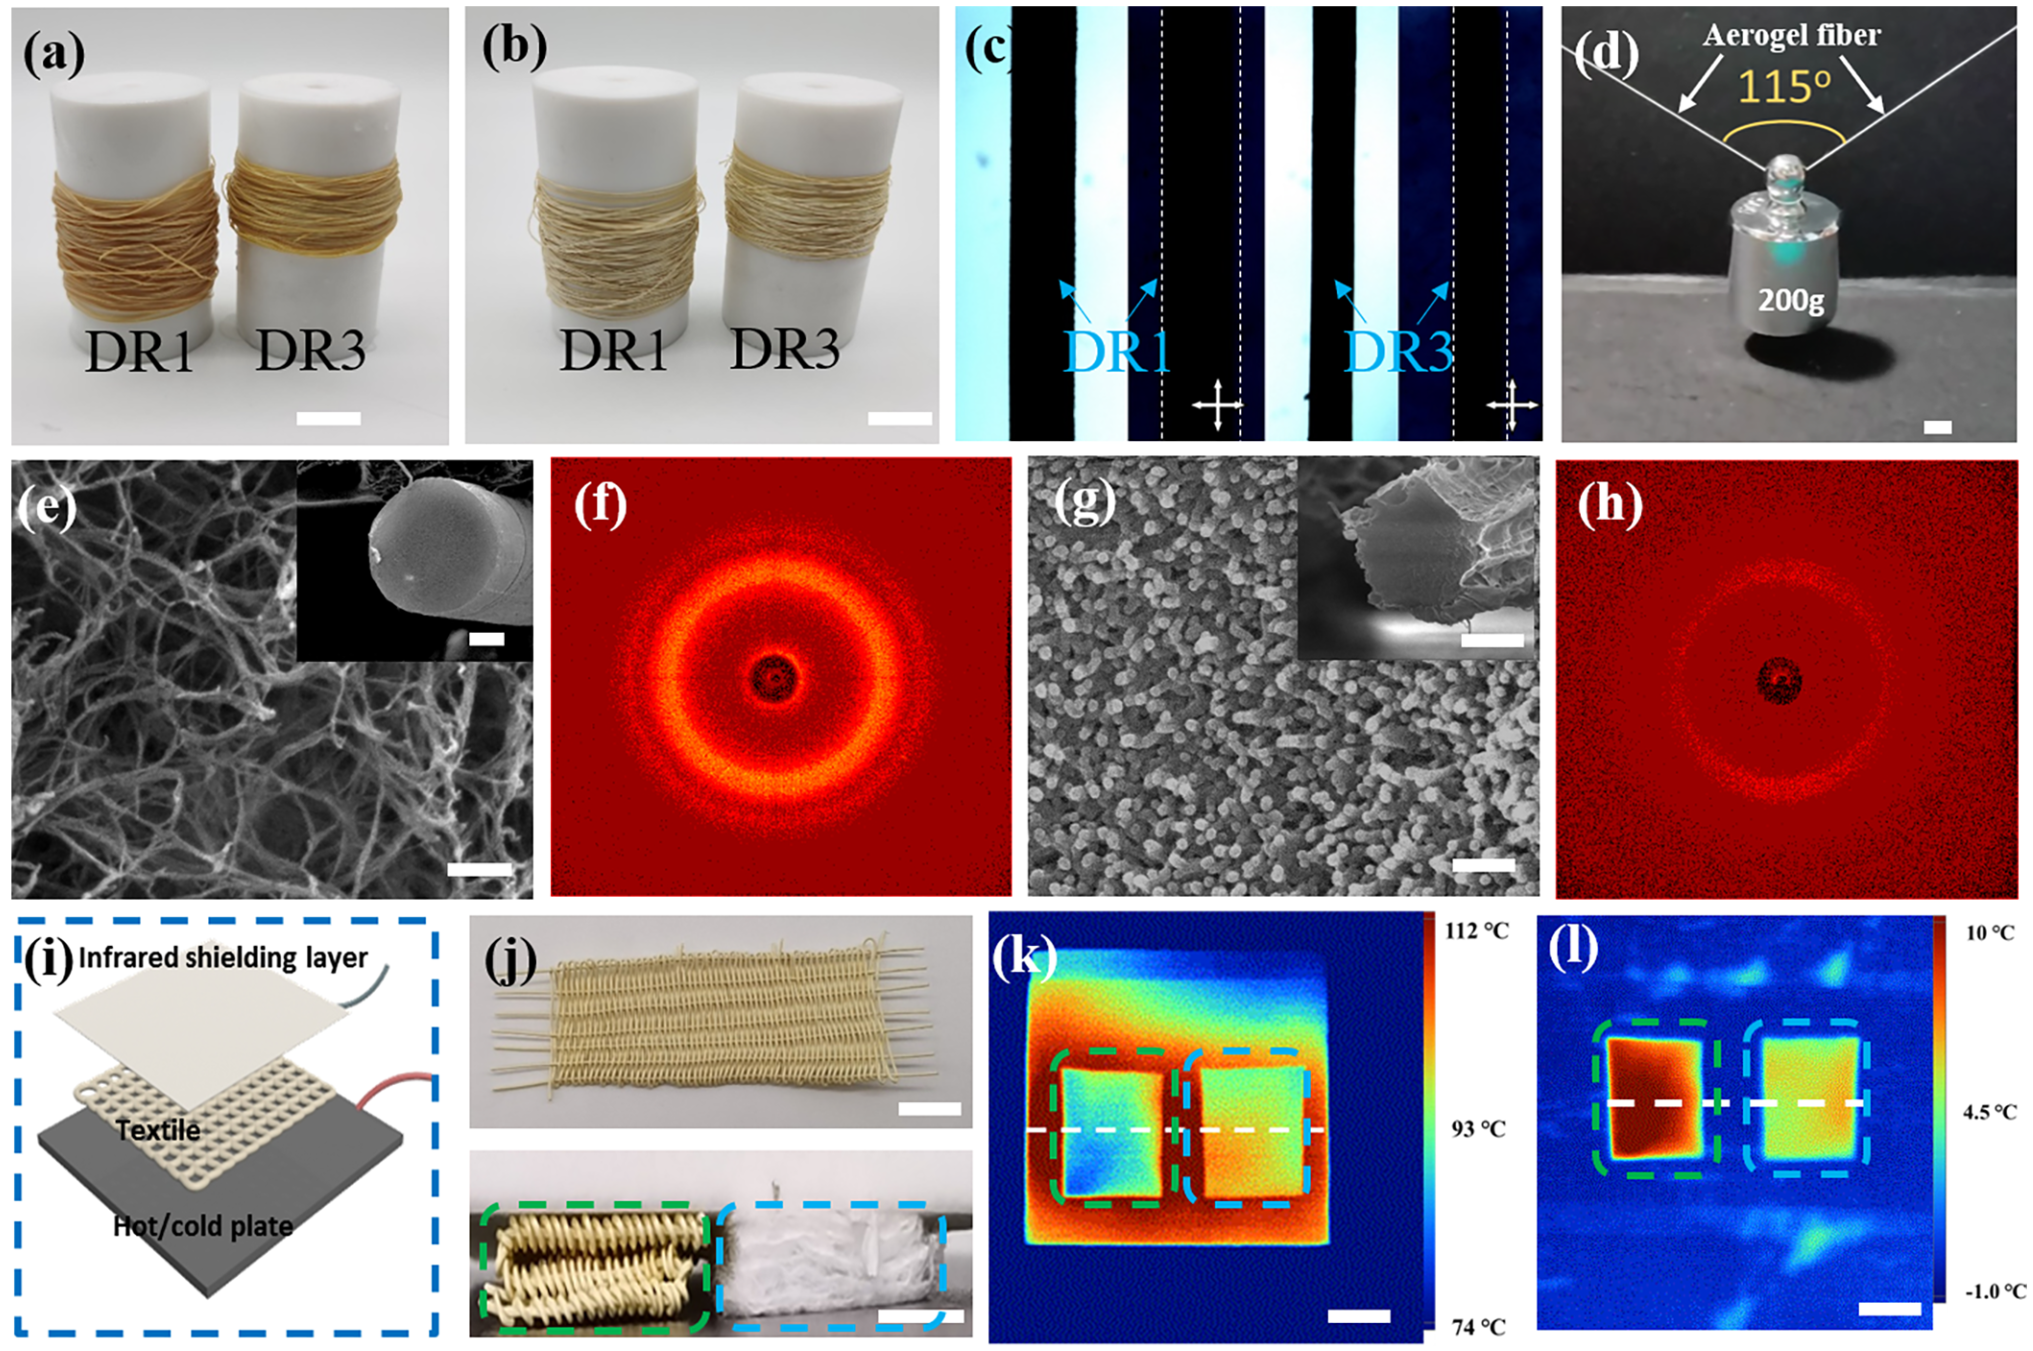 (a)
DR1
DR3
(b)
DR1
DR3
(c)
DR1
DR3
(d)
Aerogel fiber
115°
200g
(e)
(f)
(g)
(h)
(i)
Infrared shielding layer
Textile
Hot/cold plate
(j)
(k)
112 °C
93 °C
74 °C
(l)
10 °C
4.5 °C
-1.0 °C